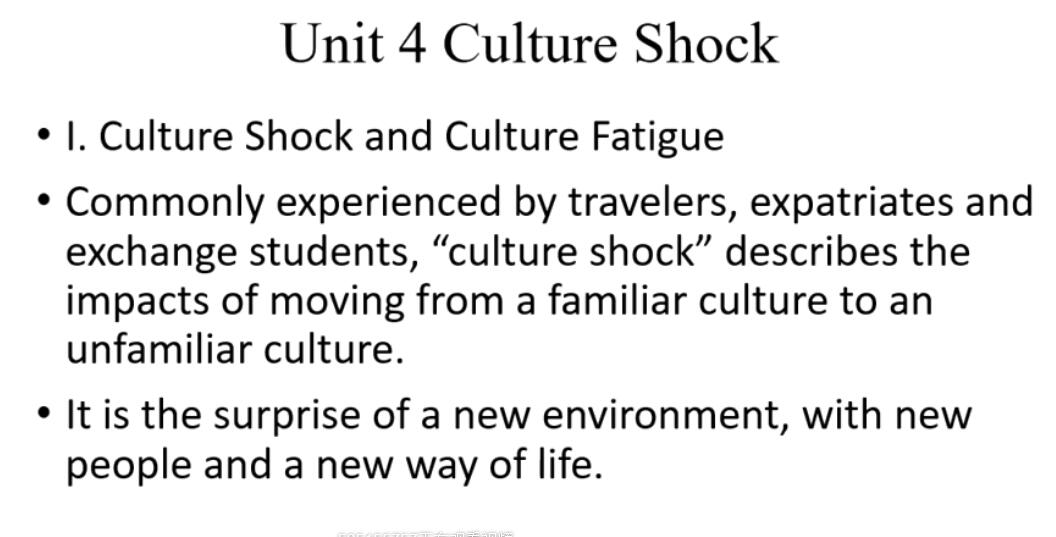 Unit 4 Culture Shock
• I. Culture Shock and Culture Fatigue
• Commonly experienced by travelers, expatriates and
exchange students, “culture shock” describes the
impacts of moving from a familiar culture to an
unfamiliar culture.
• It is the surprise of a new environment, with new
people and a new way of life.